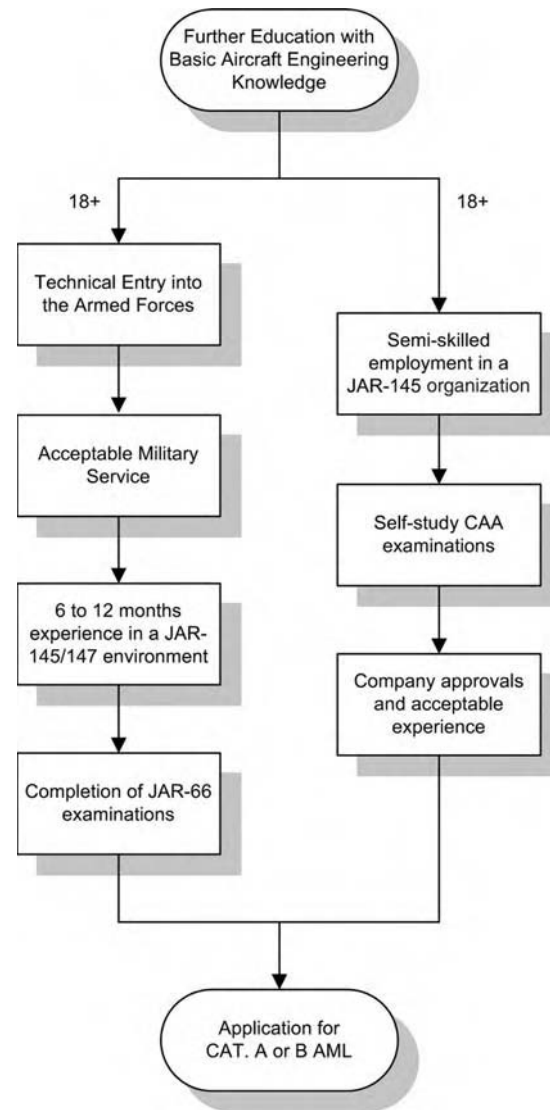 Further Education with
Basic Aircraft Engineering
Knowledge
18+
18+
Technical Entry into
the Armed Forces
Acceptable Military
Service
6 to 12 months
experience in a JAR-
145/147 environment
Completion of JAR-66
examinations
Semi-skilled
employment in a
JAR-145 organization
Self-study CAA
examinations
Company approvals
and acceptable
experience
Application for
CAT. A or B AML